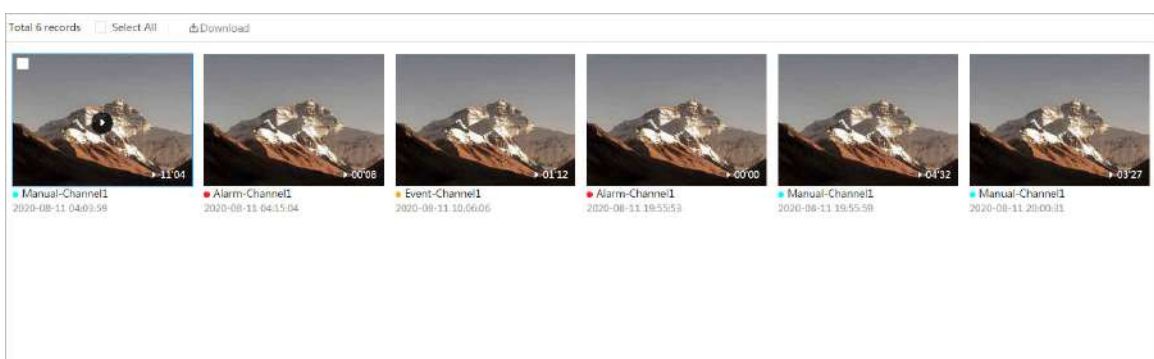 Total 6 records Select All Download
11'04 00'08 01'12 00'00 04'32 03'27
Manual-Channel1 Alarm-Channel1 Event-Channel1 Alarm-Channel1 Manual-Channel1 Manual-Channel1
2020-08-11 04:03:59 2020-08-11 04:15:04 2020-08-11 10:06:06 2020-08-11 19:55:53 2020-08-11 19:55:59 2020-08-11 20:00:31